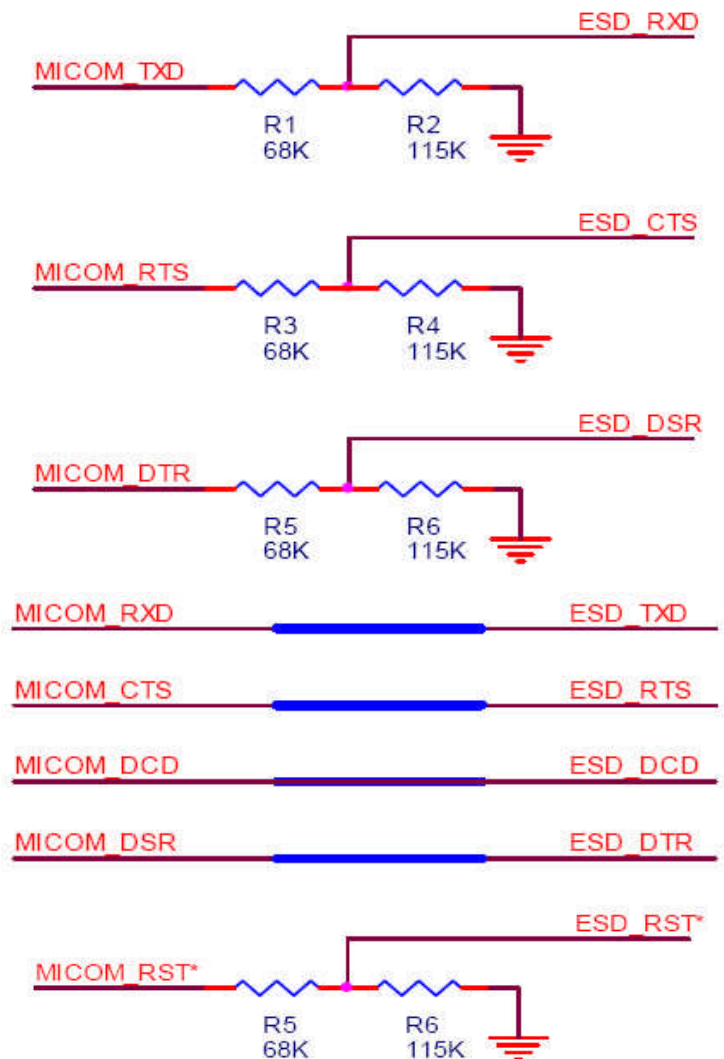 ESD_RXD
MICOM_TXD
R1 R2
68K 115K
ESD_CTS
MICOM_RTS
R3 R4
68K 115K
ESD_DSR
MICOM_DTR
R5 R6
68K 115K
MICOM_RXD ESD_TXD
MICOM_CTS ESD_RTS
MICOM_DCD ESD_DCD
MICOM_DSR ESD_DTR
ESD_RST*
MICOM_RST*
R5 R6
68K 115K